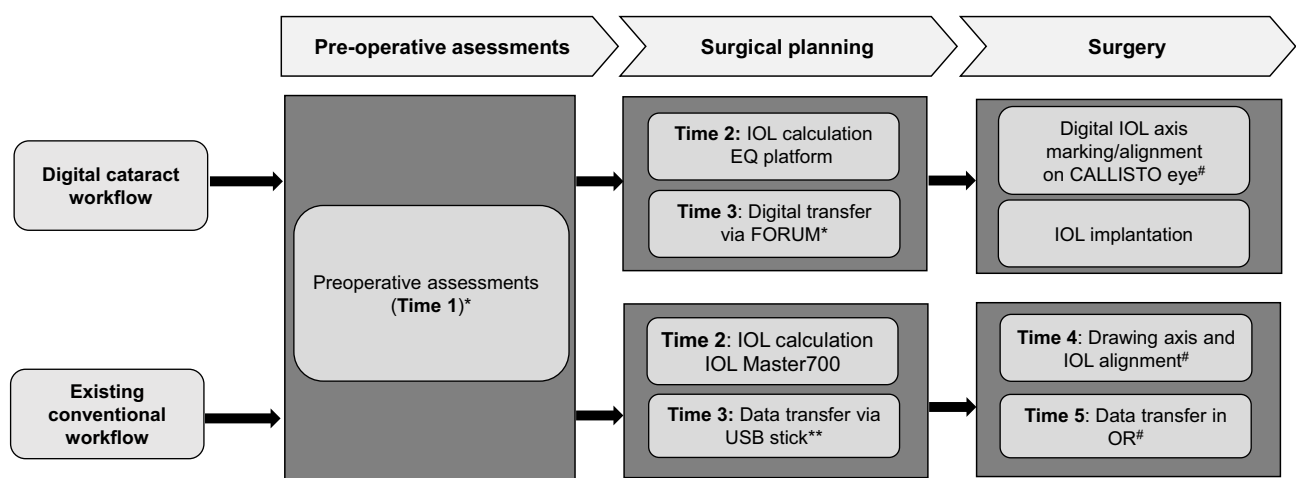 Pre-operative asessments
Surgical planning
Surgery
Digital cataract
workflow
Existing
conventional
workflow
Preoperative assessments
(Time 1)*
Time 2: IOL calculation
EQ platform
Time 3: Digital transfer
via FORUM*
Time 2: IOL calculation
IOL Master700
Time 3: Data transfer via
USB stick**
Digital IOL axis
marking/alignment
on CALLISTO eye#
IOL implantation
Time 4: Drawing axis and
IOL alignment#
Time 5: Data transfer in
OR#